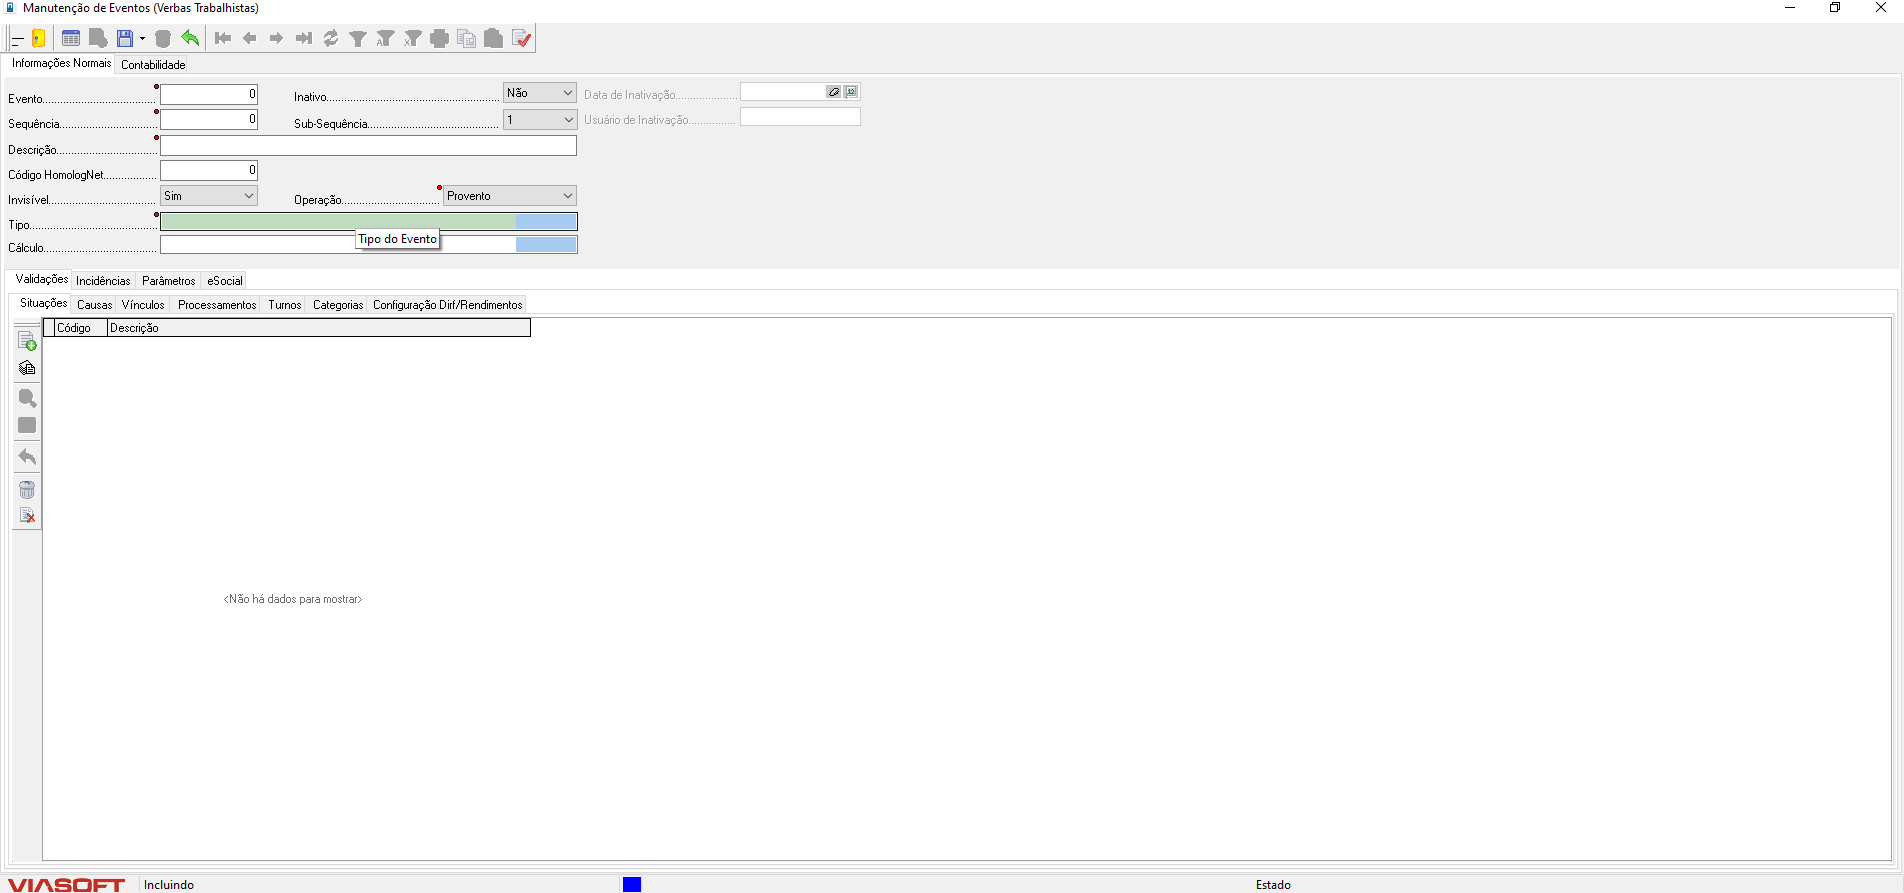 Manutenção de Eventos (Verbas Trabalhistas)
Informações Normais Contabilidade
Evento 0 Inativo Não Data de Inativação
Sequência 0 Sub-Sequência 1 Usuário de Inativação
Descrição
Código HomologNet 0
Invisível Sim Operação Provento
Tipo
Tipo do Evento
Cálculo
Validações Incidências Parâmetros eSocial
Situações Causas Vínculos Processamentos Turnos Categorias Configuração Dirf/Rendimentos
Código Descrição
<Não há dados para mostrar>
VIASOFT Incluindo Estado